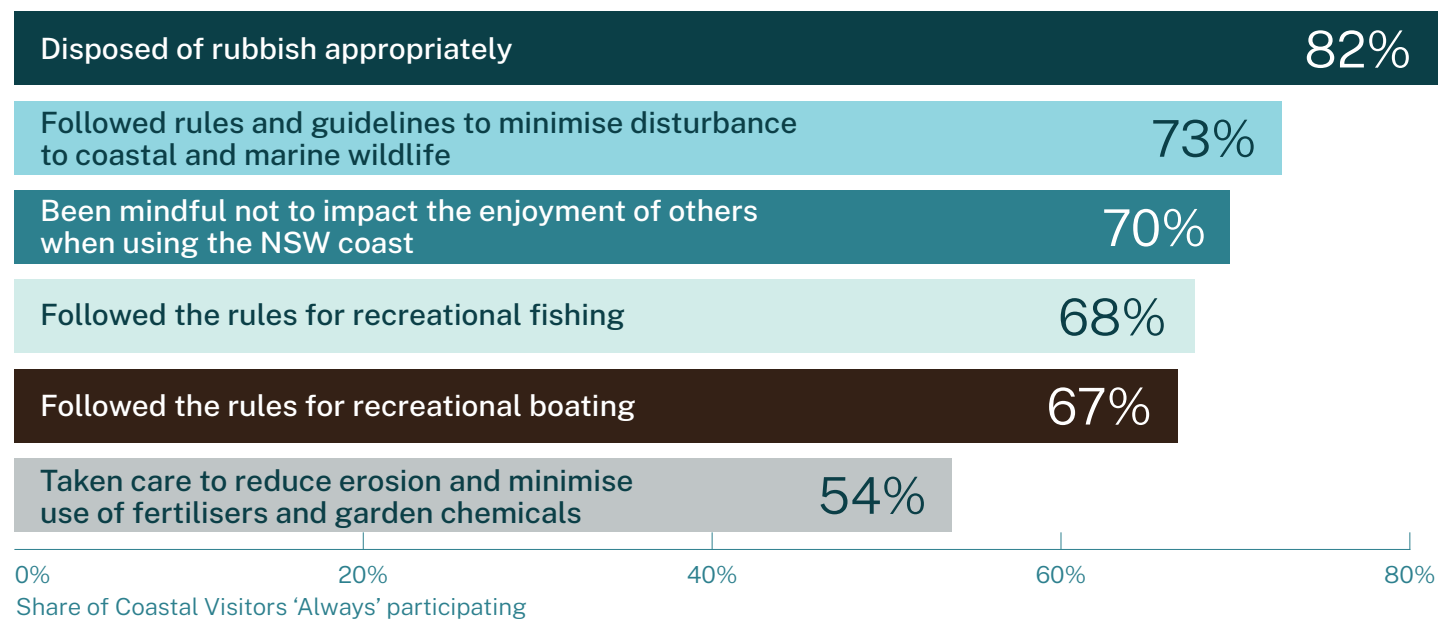 Disposed of rubbish appropriately
82%
Followed rules and guidelines to minimise disturbance
to coastal and marine wildlife
73%
Been mindful not to impact the enjoyment of others
when using the NSW coast
70%
Followed the rules for recreational fishing
68%
Followed the rules for recreational boating
67%
Taken care to reduce erosion and minimise
use of fertilisers and garden chemicals
54%
0% 20% 40% 60% 80%
Share of Coastal Visitors ‘Always’ participating